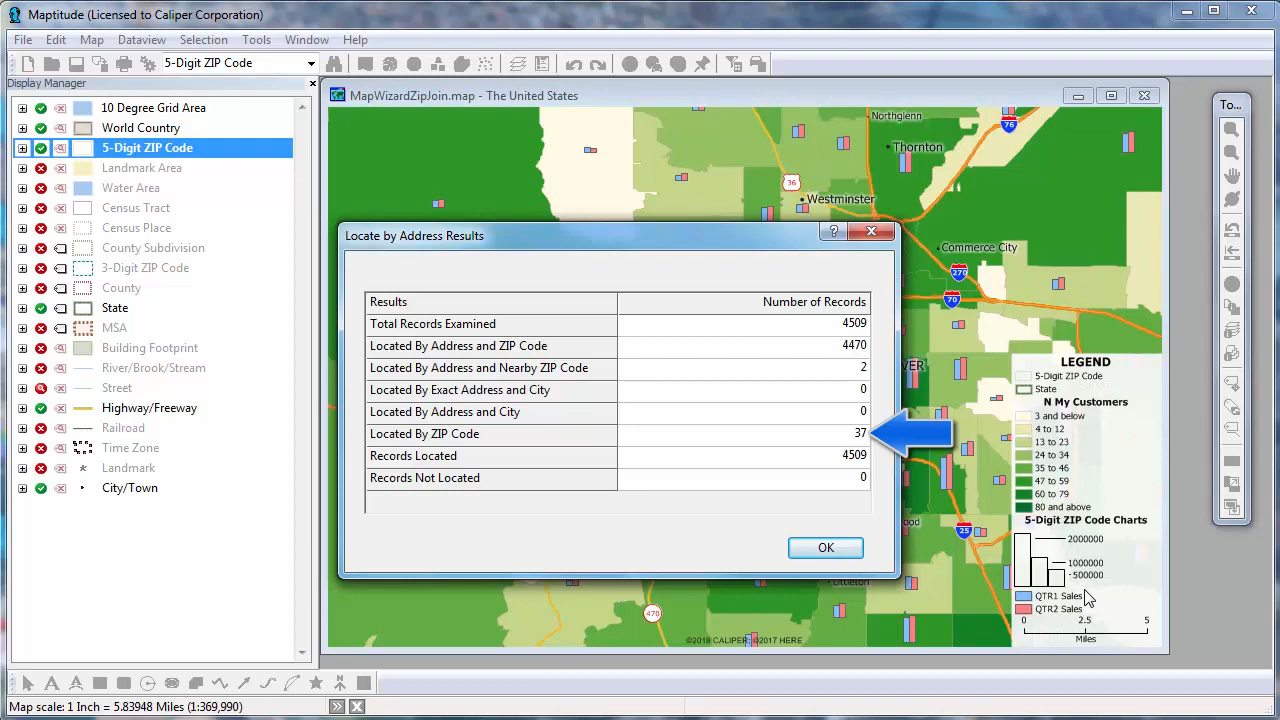 Maptitude (Licensed to Caliper Corporation)
File Edit Map Dataview Selection Tools Window Help
5-Digit ZIP Code
Display Manager
10 Degree Grid Area
World Country
5-Digit ZIP Code
Landmark Area
Water Area
Census Tract
Census Place
County Subdivision
3-Digit ZIP Code
County
State
MSA
Building Footprint
River/Brook/Stream
Street
Highway/Freeway
Railroad
Time Zone
Landmark
City/Town
MapWizardZipJoin.map - The United States
To...
Northglenn
76
Thornton
36
Westminster
Commerce City
270
70
VER
25
Littleton
470
Locate by Address Results
Results Number of Records
Total Records Examined 4509
Located By Address and ZIP Code 4470
Located By Address and Nearby ZIP Code 2
Located By Exact Address and City 0
Located By Address and City 0
Located By ZIP Code 37
Records Located 4509
Records Not Located 0
OK
LEGEND
5-Digit ZIP Code
State
N My Customers
3 and below
4 to 12
13 to 23
24 to 34
35 to 46
47 to 59
60 to 79
80 and above
5-Digit ZIP Code Charts
2000000
1000000
500000
QTR1 Sales
QTR2 Sales
0 2.5 5
Miles
©2018 CALIPER; ©2017 HERE
Map scale: 1 Inch = 5.83948 Miles (1:369,990)